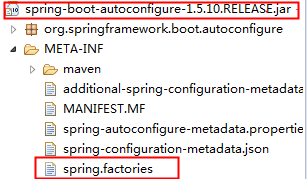 spring-boot-autoconfigure-1.5.10.RELEASE.jar
org.springframework.boot.autoconfigure
META-INF
maven
additional-spring-configuration-metadata
MANIFEST.MF
spring-autoconfigure-metadata.propertie
spring-configuration-metadata.json
spring.factories